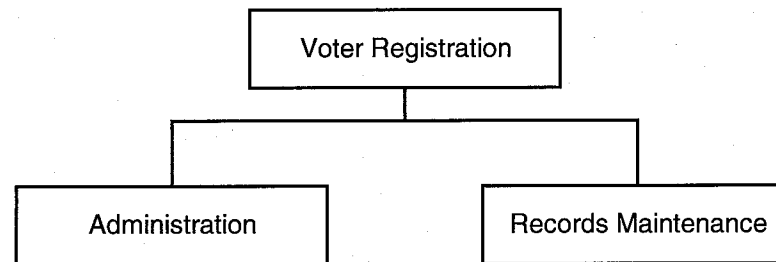 Voter Registration
Administration
Records Maintenance